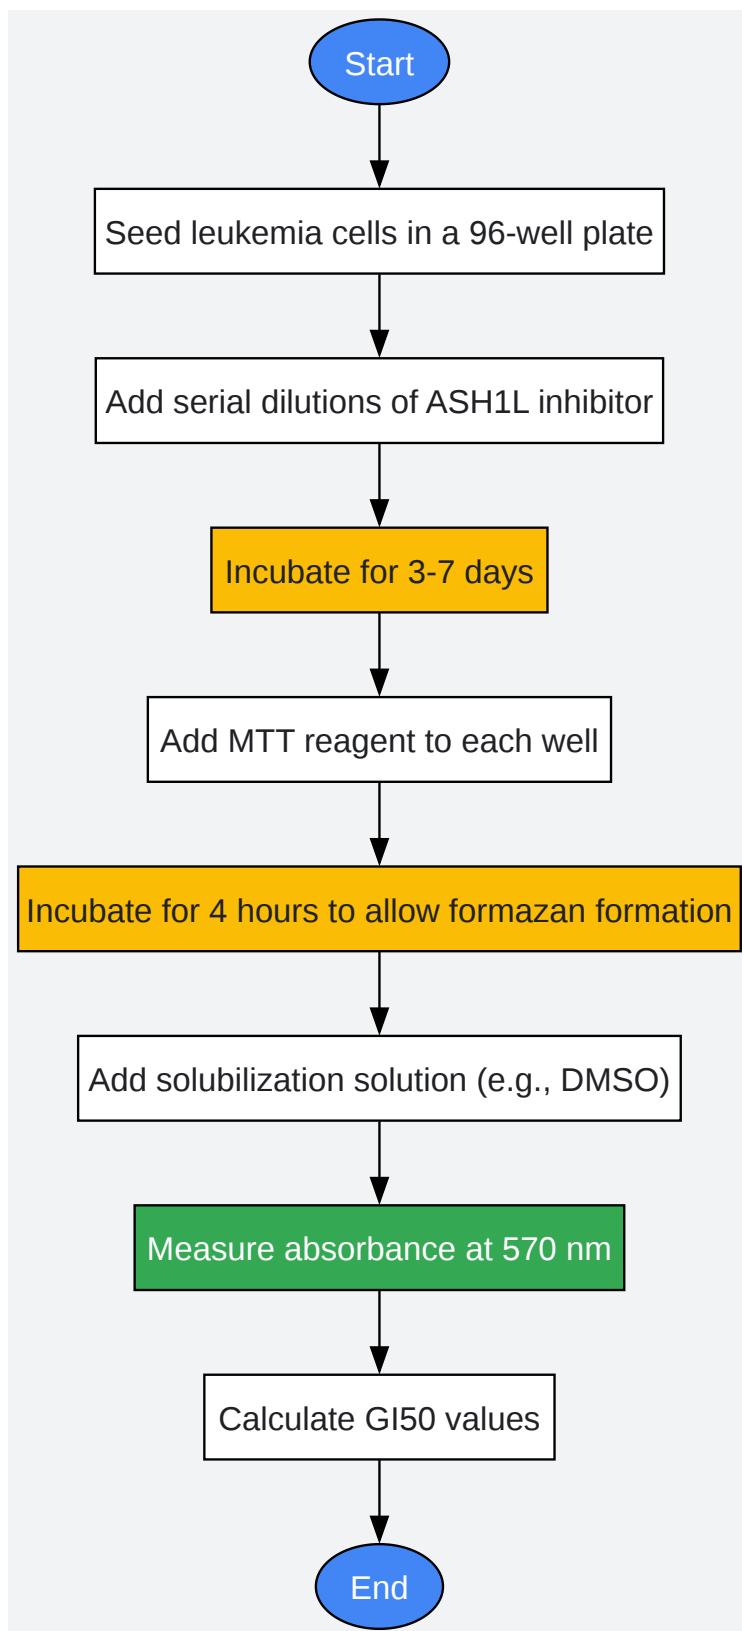 Start
Seed leukemia cells in a 96-well plate
Add serial dilutions of ASH1L inhibitor
Incubate for 3-7 days
Add MTT reagent to each well
Incubate for 4 hours to allow formazan formation
Add solubilization solution (e.g., DMSO)
Measure absorbance at 570 nm
Calculate GI50 values
End